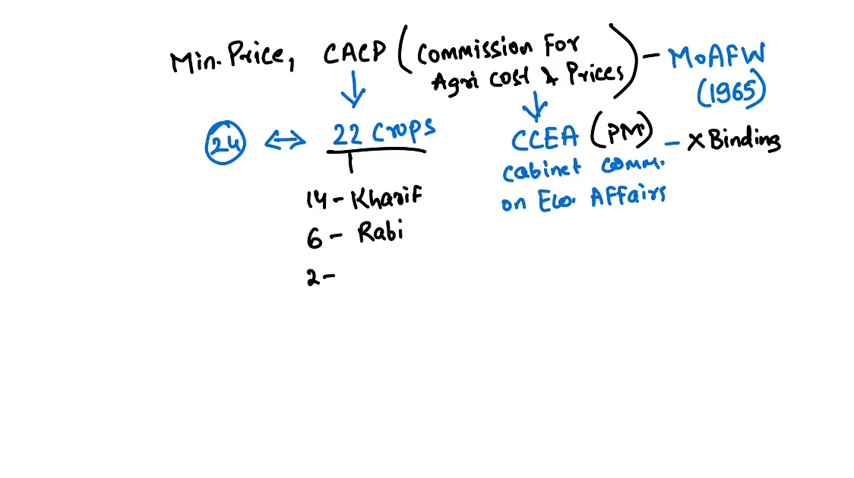 Min. Price, CACP (Commission For Agri Cost & Prices) – MoAFW (1965)
24 ↔ 22 Crops
14 – Kharif
6 – Rabi
2 –
CCEA (PM) – x Binding
Cabinet comm.
on Eco. Affairs